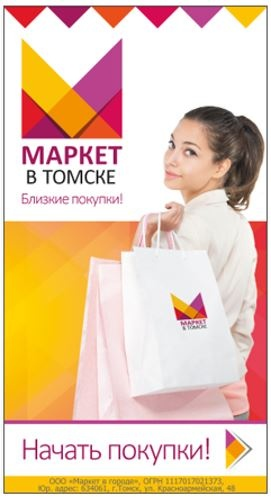 МАРКЕТ
В ТОМСКЕ
Близкие покупки!
МАРКЕТ
В ТОМСКЕ
Начать покупки!
ООО «Маркет в городе», ОГРН 1117017021373,
Юр. адрес: 634061, г.Томск, ул. Красноармейская, 48